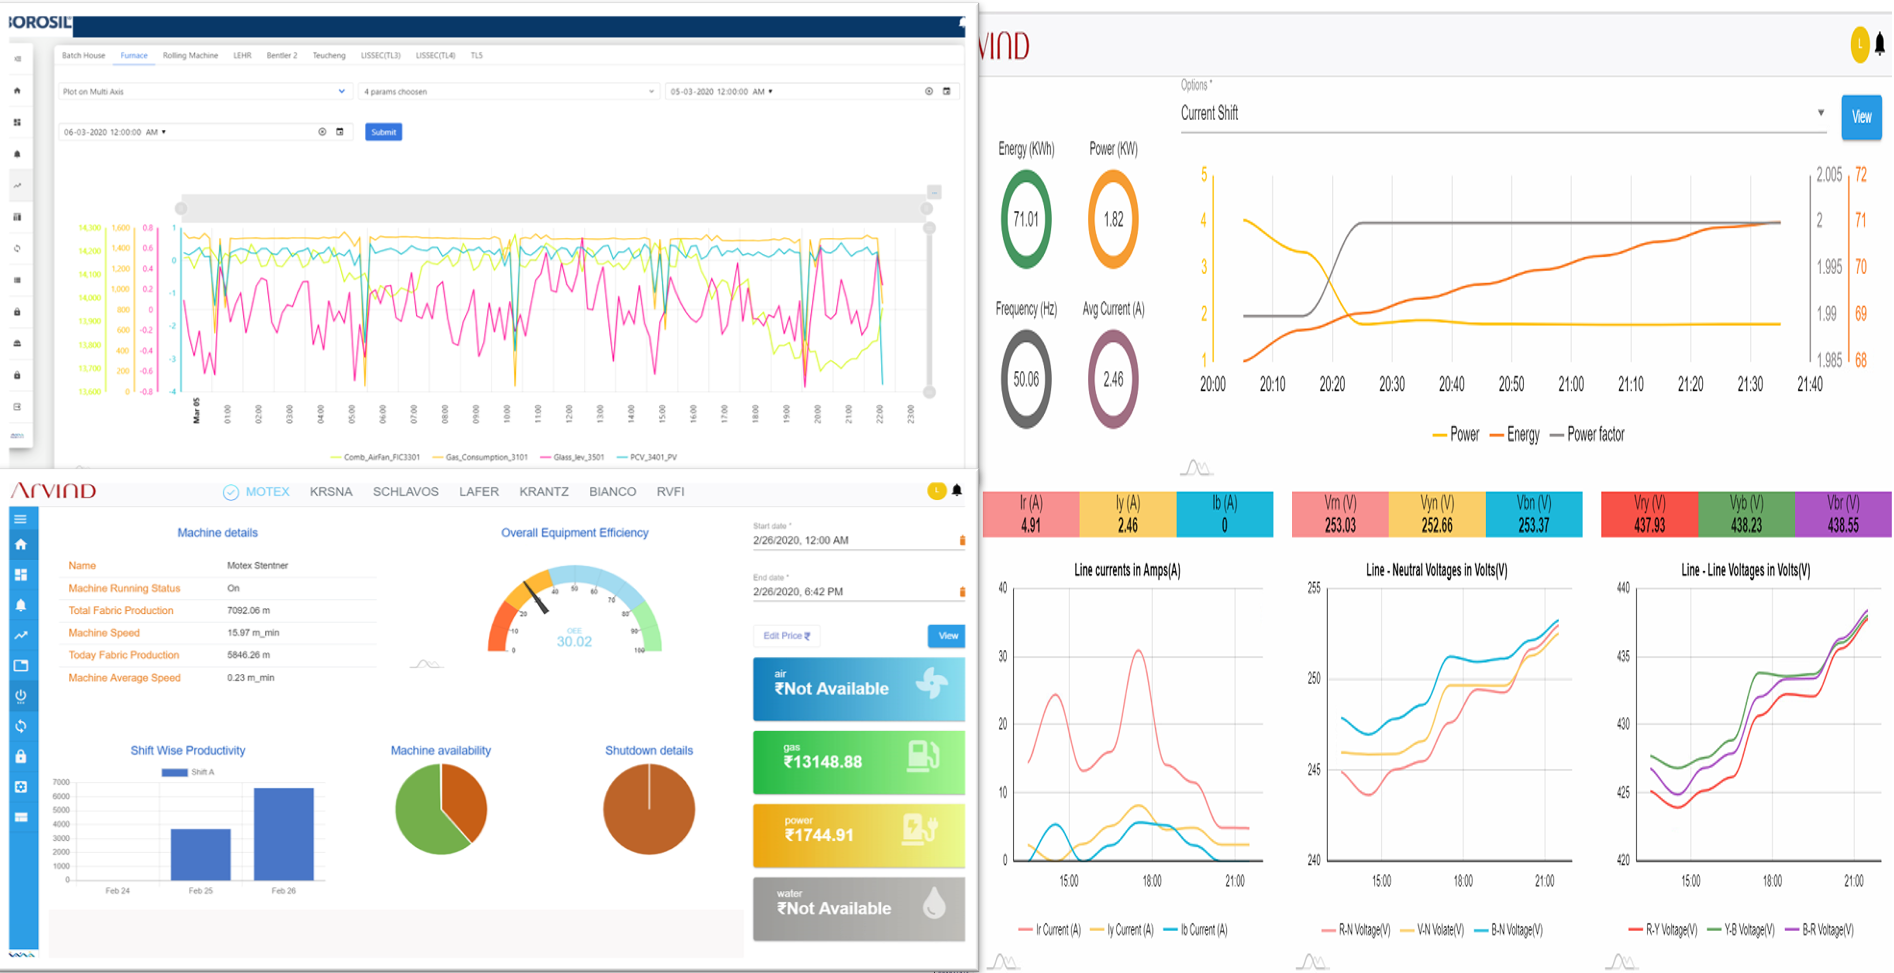 BOROSIL
Batch House Furnace Rolling Machine LEHR Bentler 2 Teucheng LISSEC(TL3) LISSEC(TL4) TL5
Plot on Multi Axis 4 params choosen 05-03-2020 12:00:00 AM
06-03-2020 12:00:00 AM Submit
14,300 1,600 0.8 1
14,200 1,400 0.6
14,100 1,200 0.4 0
14,000 1,000 0.2 -1
13,900 800 0 -2
13,800 600 -0.2
13,700 400 -0.4 -3
13,600 200 -0.6 -4
0 -0.8
Mar 05 01:00 02:00 03:00 04:00 05:00 06:00 07:00 08:00 09:00 10:00 11:00 12:00 13:00 14:00 15:00 16:00 17:00 18:00 19:00 20:00 21:00 22:00 23:00
Comb_AirFan_FIC3301 Gas_Consumption_3101 Glass_lev_3501 PCV_3401_PV
VIND
L
Options *
Current Shift
View
Energy (KWh) Power (KW)
71.01 1.82
Frequency (Hz) Avg Current (A)
50.06 2.46
5 2.005 72
4 2 71
3 1.995 70
2 1.99 69
1 1.985 68
20:00 20:10 20:20 20:30 20:40 20:50 21:00 21:10 21:20 21:30 21:40
Power Energy Power factor
ARVIND
MOTEX KRSNA SCHLAVOS LAFER KRANTZ BIANCO RVFI
L
Machine details
Name Motex Stentner
Machine Running Status On
Total Fabric Production 7092.06 m
Machine Speed 15.97 m_min
Today Fabric Production 5846.26 m
Machine Average Speed 0.23 m_min
Overall Equipment Efficiency
0 10 20 30 40 50 60 70 80 90 100
OEE
30.02
Start date *
2/26/2020, 12:00 AM
End date *
2/26/2020, 6:42 PM
Edit Price ₹ View
air
₹Not Available
gas
₹13148.88
power
₹1744.91
water
₹Not Available
Shift Wise Productivity
Shift A
7000
6000
5000
4000
3000
2000
1000
0
Feb 24 Feb 25 Feb 26
Machine availability
Shutdown details
Ir (A) Iy (A) Ib (A)
4.91 2.46 0
Vrn (V) Vyn (V) Vbn (V)
253.03 252.66 253.37
Vry (V) Vyb (V) Vbr (V)
437.93 438.23 438.55
Line currents in Amps(A)
40
30
20
10
0
15:00 18:00 21:00
Ir Current (A) Iy Current (A) Ib Current (A)
Line - Neutral Voltages in Volts(V)
255
250
245
240
15:00 18:00 21:00
R-N Voltage(V) V-N Volate(V) B-N Voltage(V)
Line - Line Voltages in Volts(V)
440
435
430
425
420
15:00 18:00 21:00
R-Y Voltage(V) Y-B Voltage(V) B-R Voltage(V)